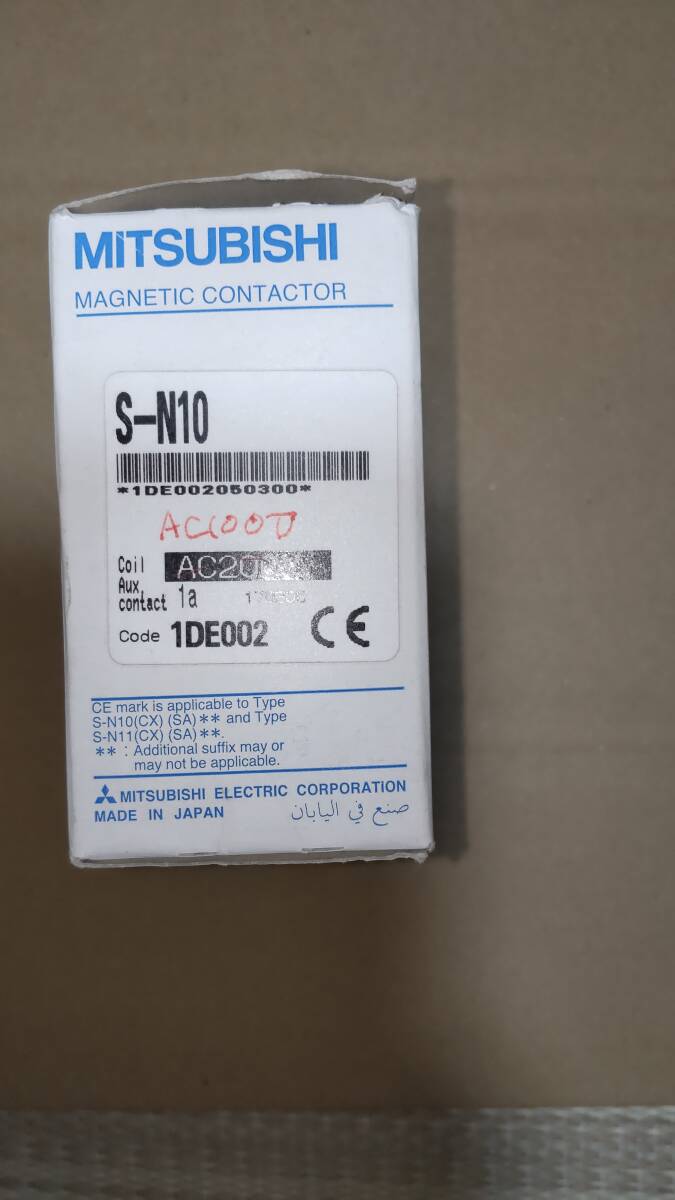 MITSUBISHI
MAGNETIC CONTACTOR
S-N10
*1DE002050300*
AC100V
Coil
Aux. contact 1a
Code 1DE002 CE
CE mark is applicable to Type
S-N10(CX) (SA)** and Type
S-N11(CX) (SA)**.
** : Additional suffix may or
may not be applicable.
MITSUBISHI ELECTRIC CORPORATION
MADE IN JAPAN صنع في اليابان